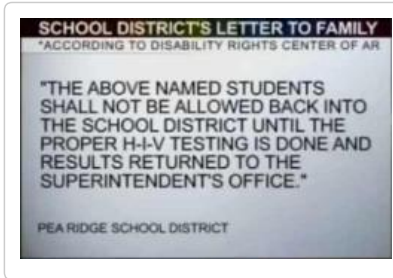 SCHOOL DISTRICT'S LETTER TO FAMILY
*ACCORDING TO DISABILITY RIGHTS CENTER OF AR
"THE ABOVE NAMED STUDENTS
SHALL NOT BE ALLOWED BACK INTO
THE SCHOOL DISTRICT UNTIL THE
PROPER H-I-V TESTING IS DONE AND
RESULTS RETURNED TO THE
SUPERINTENDENT'S OFFICE."
PEA RIDGE SCHOOL DISTRICT